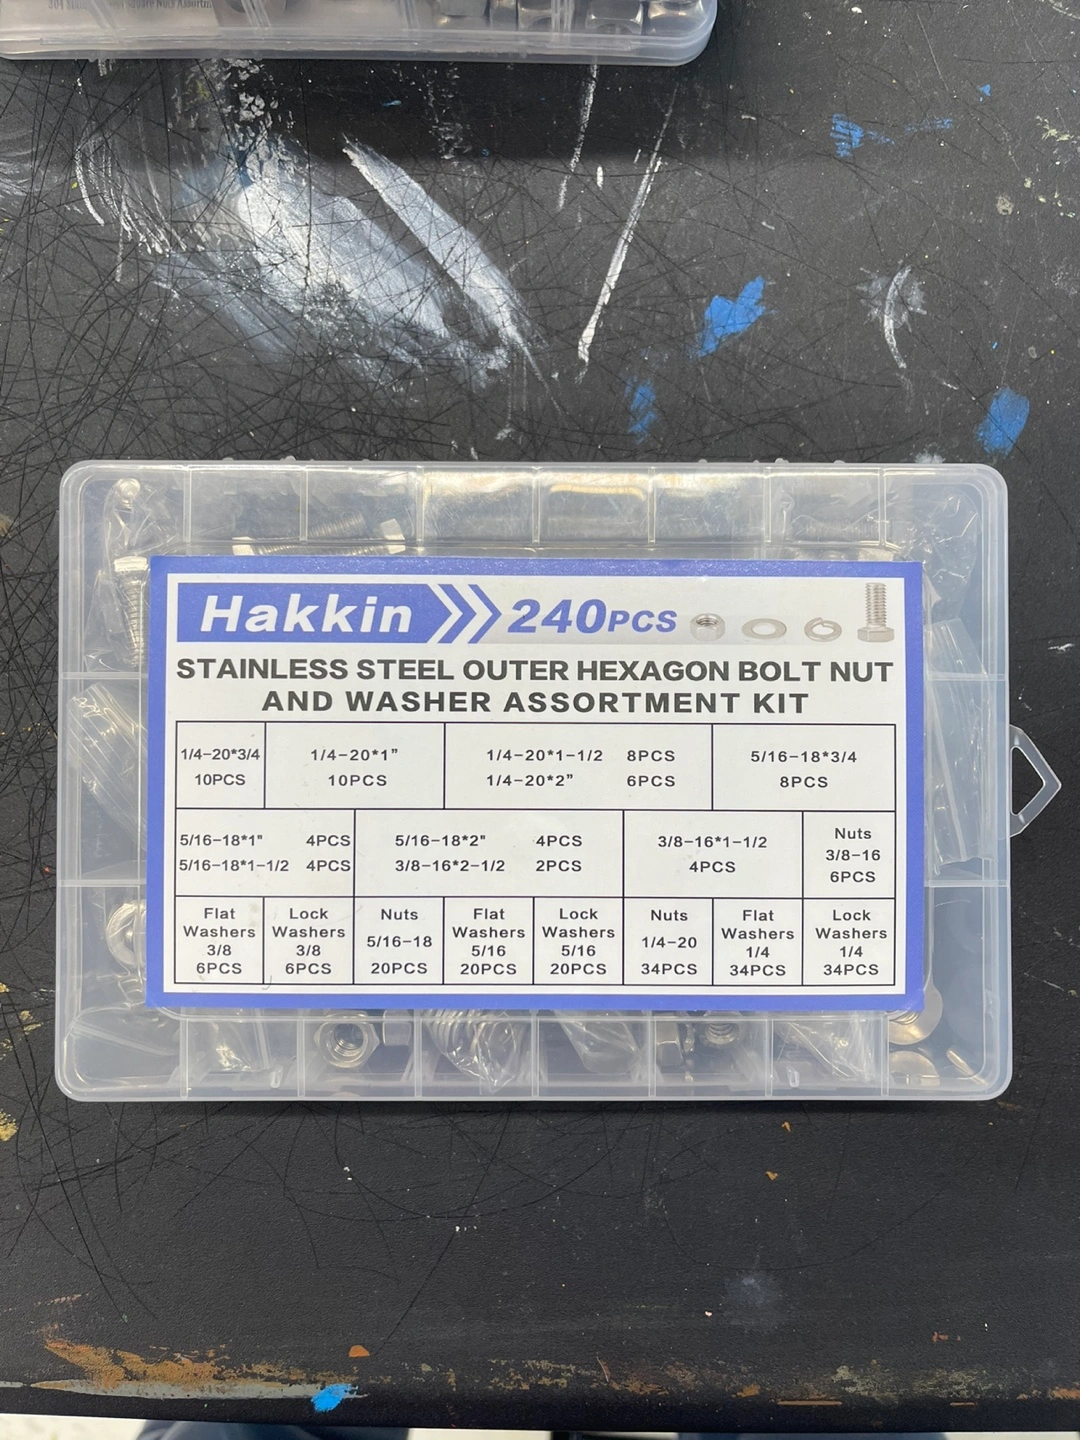 Hakkin 240PCS
STAINLESS STEEL OUTER HEXAGON BOLT NUT
AND WASHER ASSORTMENT KIT
1/4-20*3/4
10PCS
1/4-20*1”
10PCS
1/4-20*1-1/2 8PCS
1/4-20*2” 6PCS
5/16-18*3/4
8PCS
5/16-18*1" 4PCS
5/16-18*1-1/2 4PCS
5/16-18*2" 4PCS
3/8-16*2-1/2 2PCS
3/8-16*1-1/2
4PCS
Nuts
3/8-16
6PCS
Flat
Washers
3/8
6PCS
Lock
Washers
3/8
6PCS
Nuts
5/16-18
20PCS
Flat
Washers
5/16
20PCS
Lock
Washers
5/16
20PCS
Nuts
1/4-20
34PCS
Flat
Washers
1/4
34PCS
Lock
Washers
1/4
34PCS